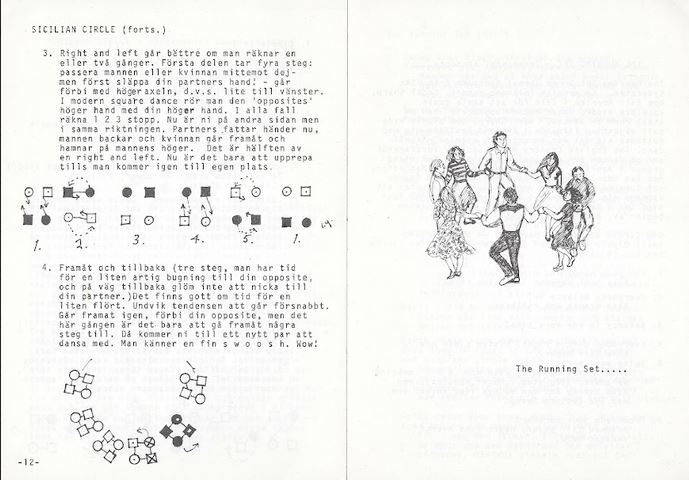 SICILIAN CIRCLE (forts.)
3. Right and left går bättre om man räknar en
eller två gånger. Första delen tar fyra steg:
passera mannen eller kvinnan mittemot dej-
men först släppa din partners hand! - gå
förbi med högeraxeln, d.v.s. lite till vänster.
I modern square dance rör man den 'opposites'
höger hand med din höger hand. I alla fall
räkna 1 2 3 stopp. Nu är ni på andra sidan men
i samma riktningen. Partners fattar händer nu,
mannen backar och kvinnan går framåt och
hamnar på mannens höger. Det är hälften av
en right and left. Nu är det bara att upprepa
tills man kommer igen till egen plats.
1. 2. 3. 4. 5. 1.
4. Framåt och tillbaka (tre steg, man har tid
för en liten artig bugning till din opposite,
och på väg tillbaka glöm inte att nicka till
din partner.)Det finns gott om tid för en
liten flört. Undvik tendensen att går försnabbt.
Går framat igen, förbi din opposite, men det
här gången är det bara att gå framåt några
steg till. Då kommer ni till ett nytt par att
dansa med. Man känner en fin s w o o s h. Wow!
-12-
The Running Set.....